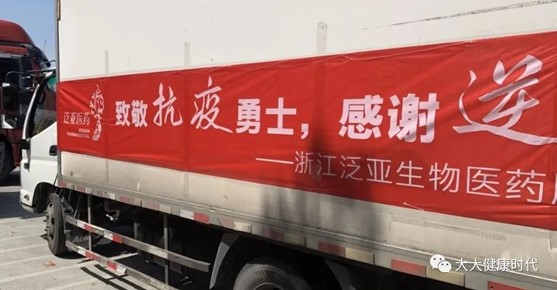 泛亚医药
致敬抗疫勇士，感谢逆
——浙江泛亚生物医药
大大健康时代